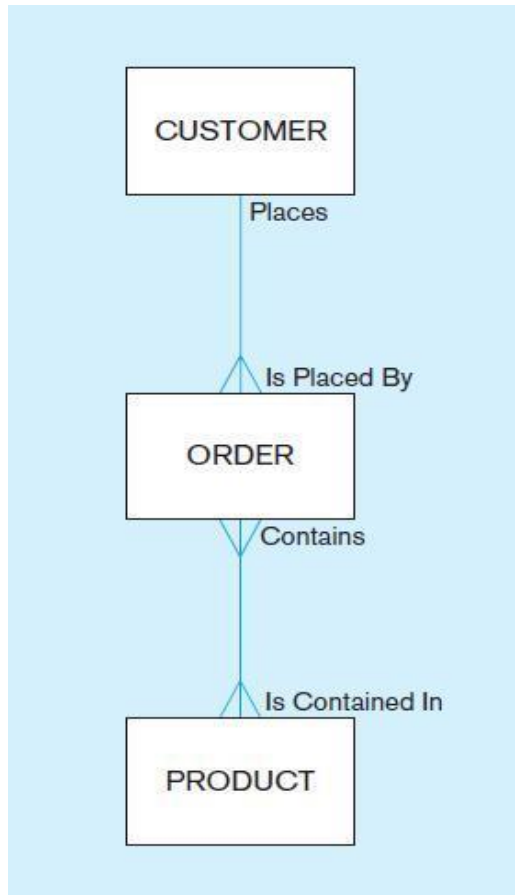 CUSTOMER
Places
Is Placed By
ORDER
Contains
Is Contained In
PRODUCT